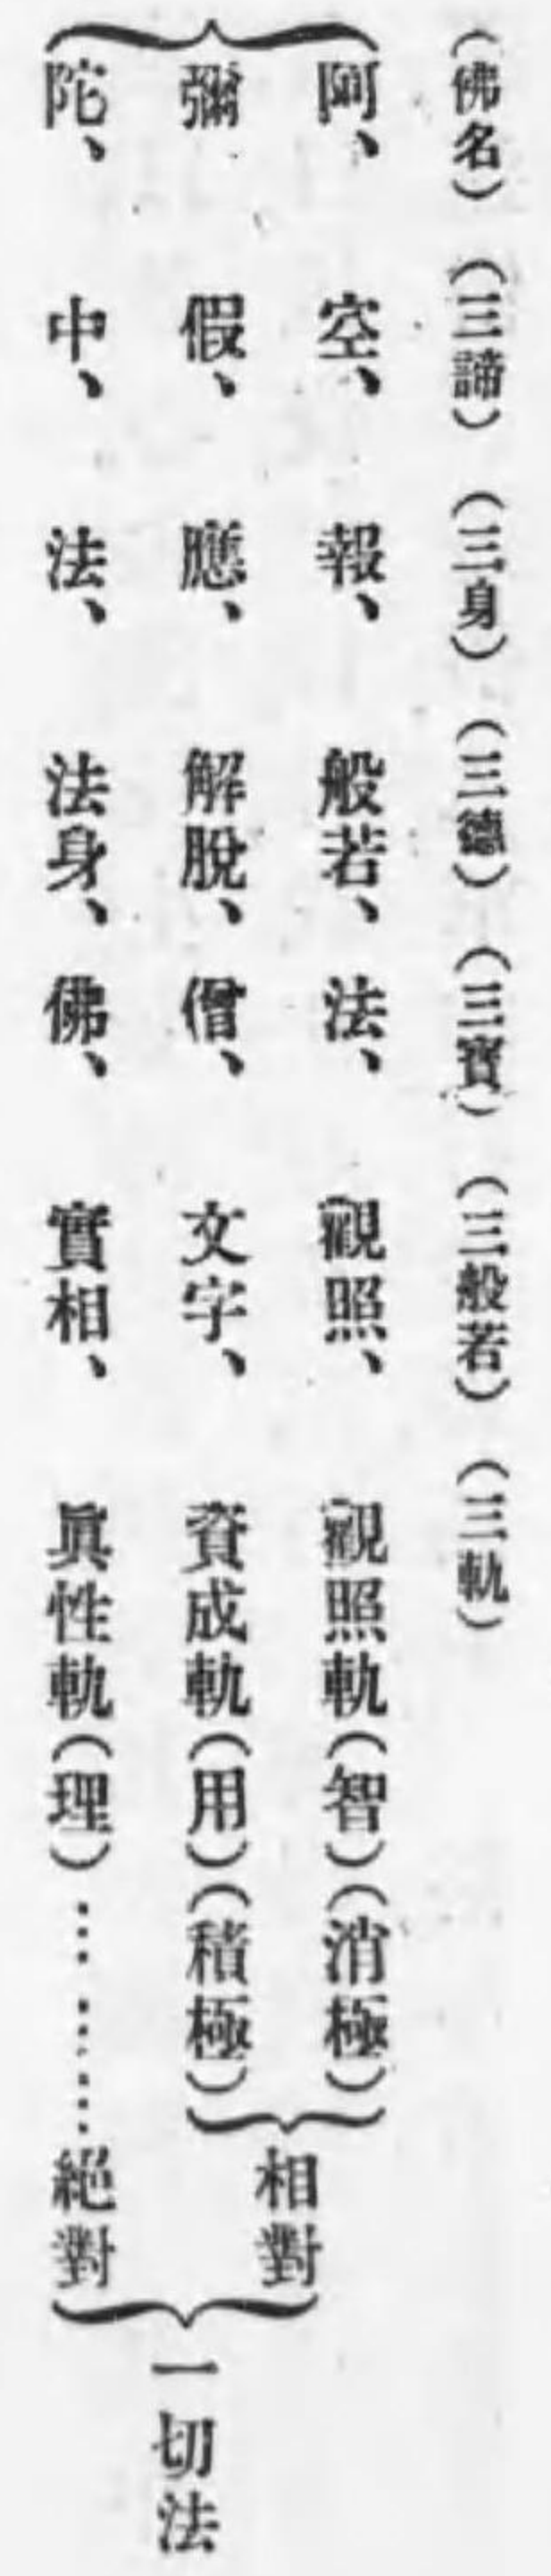 (佛名) (三諦) (三身) (三德) (三寶) (三般若) (三軌)
阿、 空、 報、 般若、 法、 觀照、 觀照軌(智)(消極)
彌 假、 應、 解脫、 僧、 文字、 資成軌(用)(積極)
相對
陀、 中、 法、 法身、 佛、 實相、 眞性軌(理)………絕對
一切法